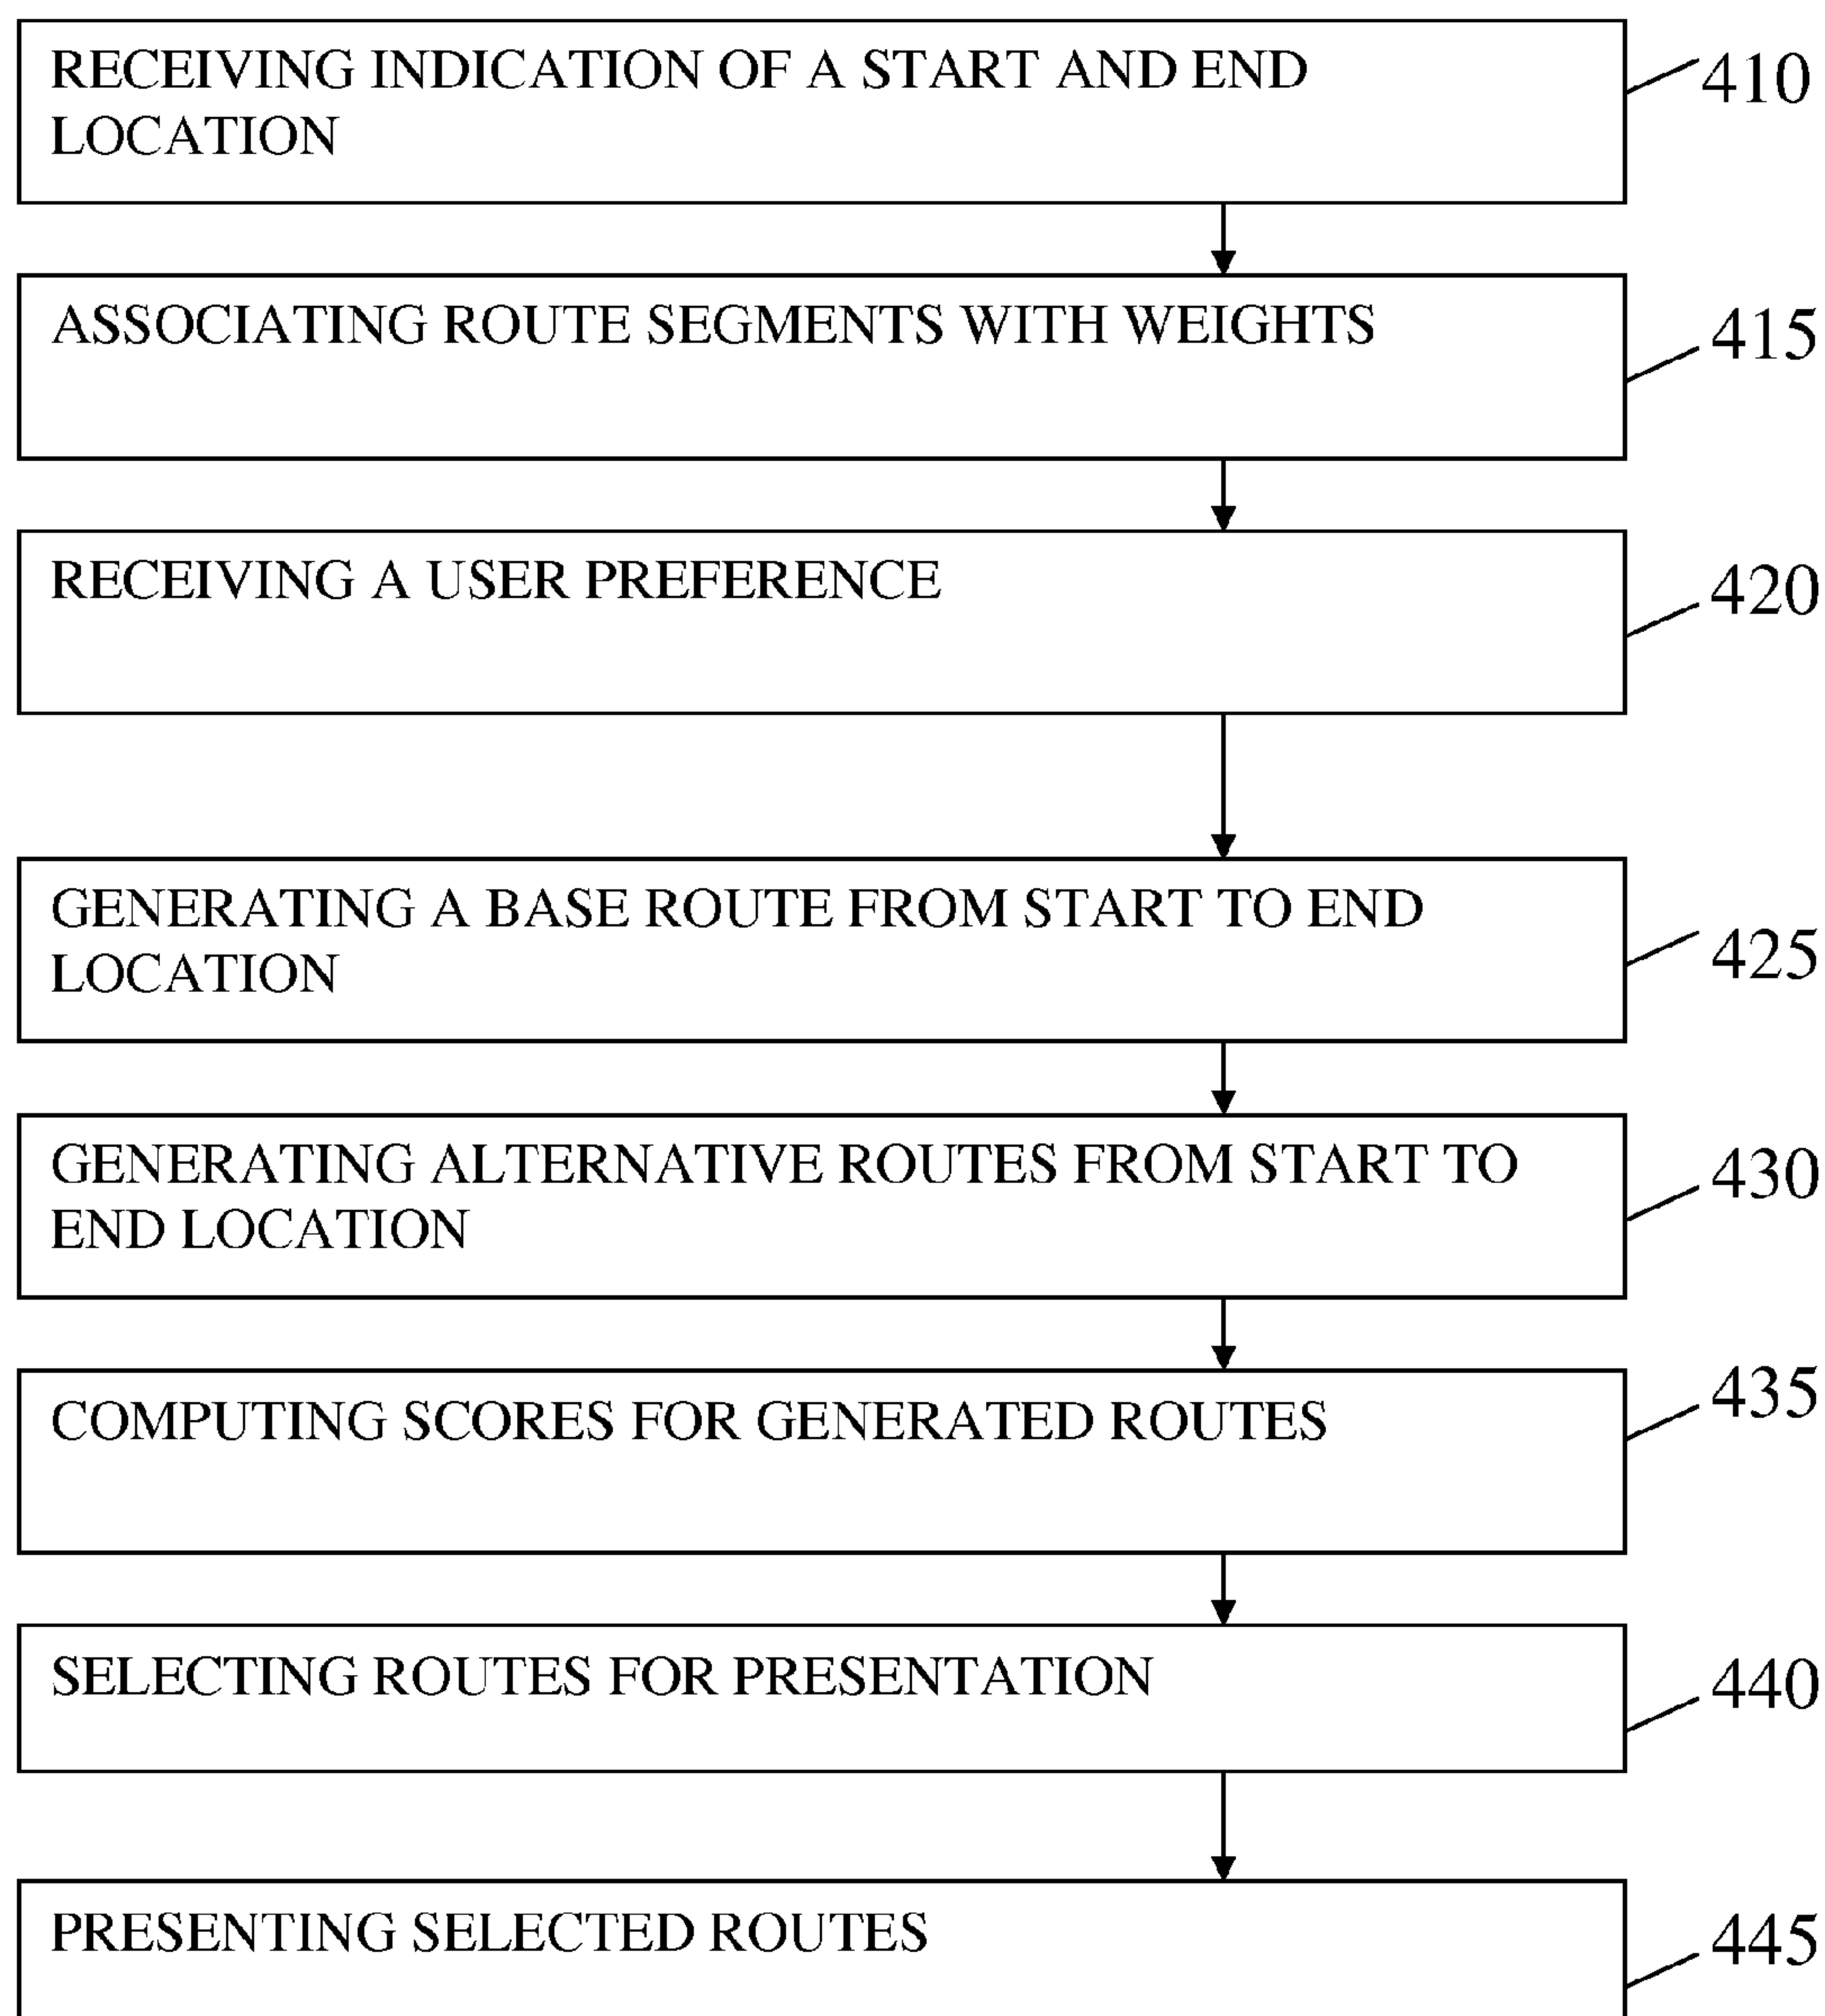 RECEIVING INDICATION OF A START AND END
LOCATION
410
ASSOCIATING ROUTE SEGMENTS WITH WEIGHTS
415
RECEIVING A USER PREFERENCE
420
GENERATING A BASE ROUTE FROM START TO END
LOCATION
425
GENERATING ALTERNATIVE ROUTES FROM START TO
END LOCATION
430
COMPUTING SCORES FOR GENERATED ROUTES
435
SELECTING ROUTES FOR PRESENTATION
440
PRESENTING SELECTED ROUTES
445